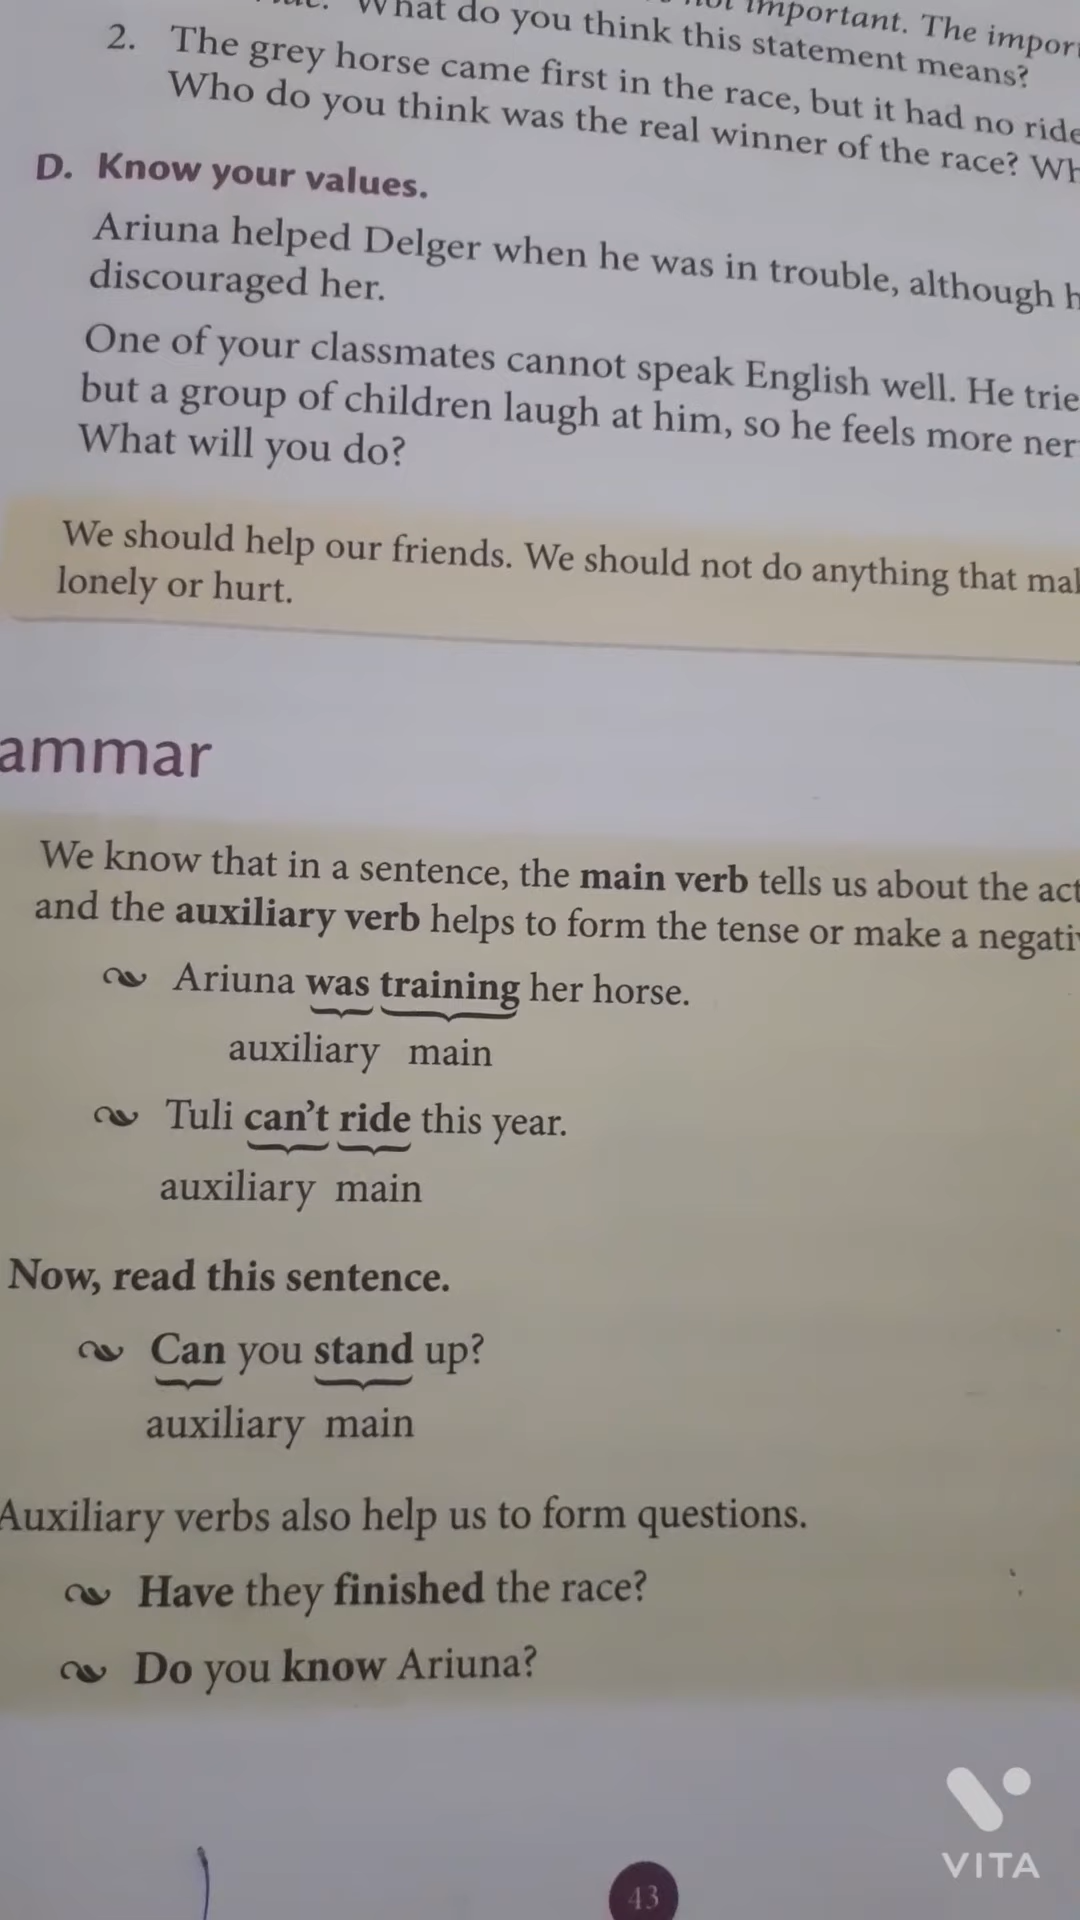 What do you think this statement means?
important. The
2. The grey horse came first in the race, but it had no
Who do you think was the real winner of the race?
D. Know your values.
Ariuna helped Delger when he was in trouble, although
discouraged her.
One of your classmates cannot speak English well. He
but a group of children laugh at him, so he feels more
What will you do?
We should help our friends. We should not do anything that
lonely or hurt.
ammar
We know that in a sentence, the main verb tells us about the
and the auxiliary verb helps to form the tense or make a
Ariuna was training her horse.
auxiliary main
Tuli can't ride this year.
auxiliary main
Now, read this sentence.
Can you stand up?
auxiliary main
Auxiliary verbs also help us to form questions.
Have they finished the race?
Do you know Ariuna?
VITA
43